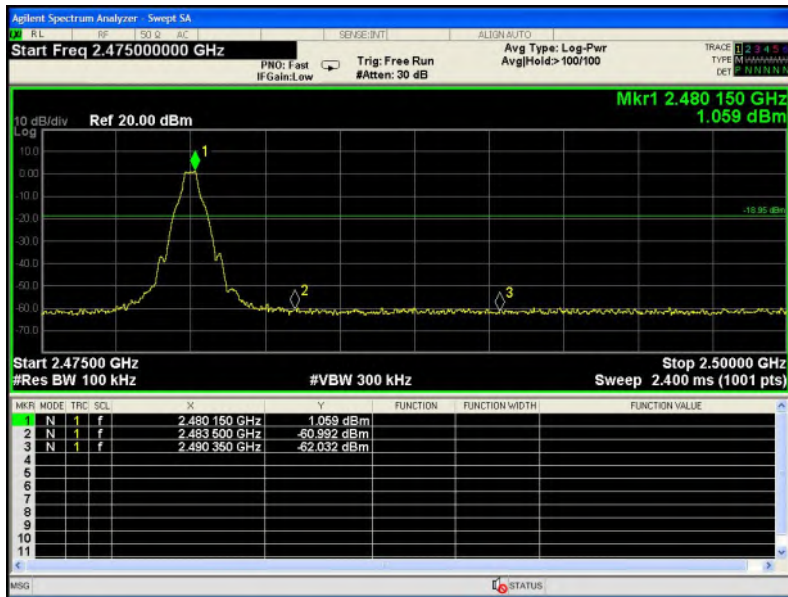 Agilent Spectrum Analyzer - Swept SA
RL RF 50 Ω AC SENSE:INT ALIGN AUTO
Start Freq 2.475000000 GHz
PNO: Fast
IFGain:Low
Trig: Free Run
#Atten: 30 dB
Avg Type: Log-Pwr
Avg|Hold:>100/100
TRACE 1 2 3 4 5 6
TYPE M
DET P N N N N N
Mkr1 2.480 150 GHz
1.059 dBm
10 dB/div Ref 20.00 dBm
Log
10.0
1
0.00
-10.0
-18.95 dBm
-20.0
-30.0
-40.0
-50.0
2
3
-60.0
-70.0
Start 2.47500 GHz
Stop 2.50000 GHz
#Res BW 100 kHz
#VBW 300 kHz
Sweep 2.400 ms (1001 pts)
MKR MODE TRC SCL X Y FUNCTION FUNCTION WIDTH FUNCTION VALUE
1 N 1 f 2.480 150 GHz 1.059 dBm
2 N 1 f 2.483 500 GHz -60.992 dBm
3 N 1 f 2.490 350 GHz -62.032 dBm
4
5
6
7
8
9
10
11
MSG
STATUS